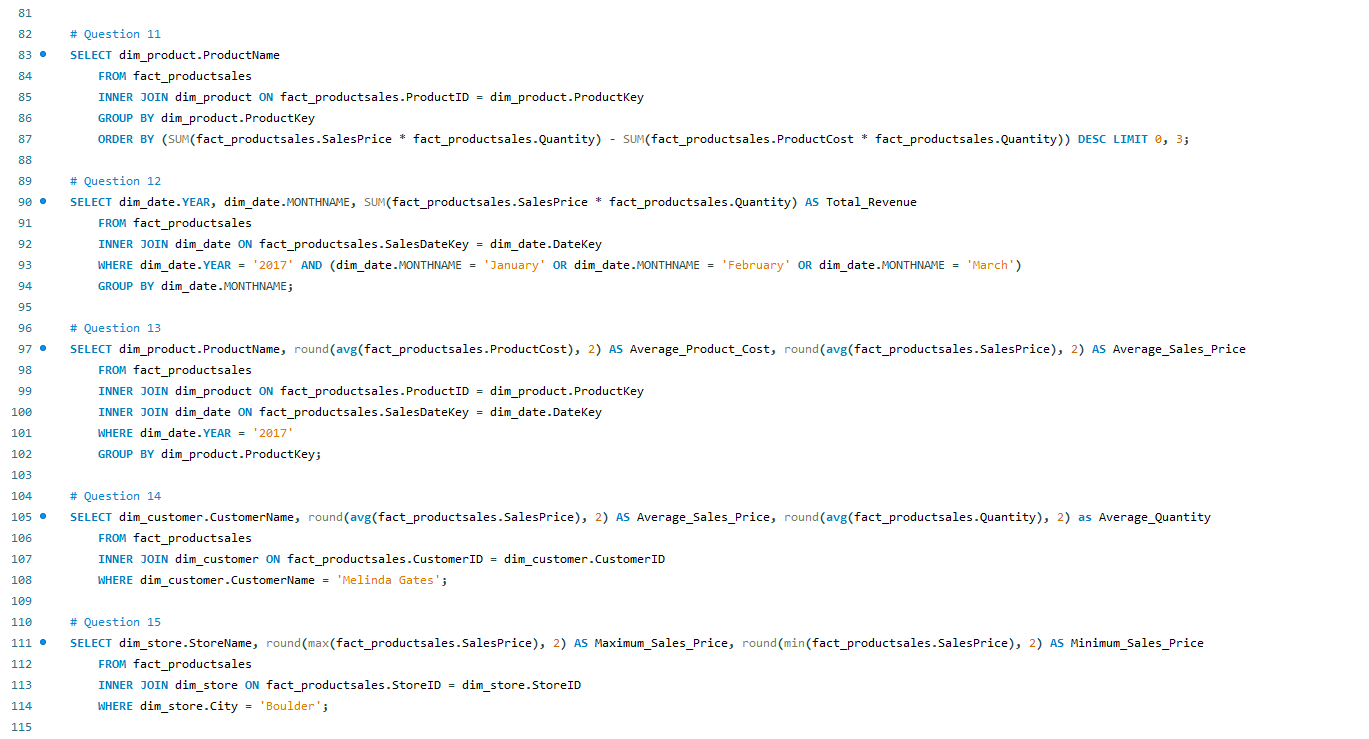 81
82 # Question 11
83 SELECT dim_product.ProductName
84 FROM fact_productsales
85 INNER JOIN dim_product ON fact_productsales.ProductID = dim_product.ProductKey
86 GROUP BY dim_product.ProductKey
87 ORDER BY (SUM(fact_productsales.SalesPrice * fact_productsales.Quantity) - SUM(fact_productsales.ProductCost * fact_productsales.Quantity)) DESC LIMIT 0, 3;
88
89 # Question 12
90 SELECT dim_date.YEAR, dim_date.MONTHNAME, SUM(fact_productsales.SalesPrice * fact_productsales.Quantity) AS Total_Revenue
91 FROM fact_productsales
92 INNER JOIN dim_date ON fact_productsales.SalesDateKey = dim_date.DateKey
93 WHERE dim_date.YEAR = '2017' AND (dim_date.MONTHNAME = 'January' OR dim_date.MONTHNAME = 'February' OR dim_date.MONTHNAME = 'March')
94 GROUP BY dim_date.MONTHNAME;
95
96 # Question 13
97 SELECT dim_product.ProductName, round(avg(fact_productsales.ProductCost), 2) AS Average_Product_Cost, round(avg(fact_productsales.SalesPrice), 2) AS Average_Sales_Price
98 FROM fact_productsales
99 INNER JOIN dim_product ON fact_productsales.ProductID = dim_product.ProductKey
100 INNER JOIN dim_date ON fact_productsales.SalesDateKey = dim_date.DateKey
101 WHERE dim_date.YEAR = '2017'
102 GROUP BY dim_product.ProductKey;
103
104 # Question 14
105 SELECT dim_customer.CustomerName, round(avg(fact_productsales.SalesPrice), 2) AS Average_Sales_Price, round(avg(fact_productsales.Quantity), 2) as Average_Quantity
106 FROM fact_productsales
107 INNER JOIN dim_customer ON fact_productsales.CustomerID = dim_customer.CustomerID
108 WHERE dim_customer.CustomerName = 'Melinda Gates';
109
110 # Question 15
111 SELECT dim_store.StoreName, round(max(fact_productsales.SalesPrice), 2) AS Maximum_Sales_Price, round(min(fact_productsales.SalesPrice), 2) AS Minimum_Sales_Price
112 FROM fact_productsales
113 INNER JOIN dim_store ON fact_productsales.StoreID = dim_store.StoreID
114 WHERE dim_store.City = 'Boulder';
115